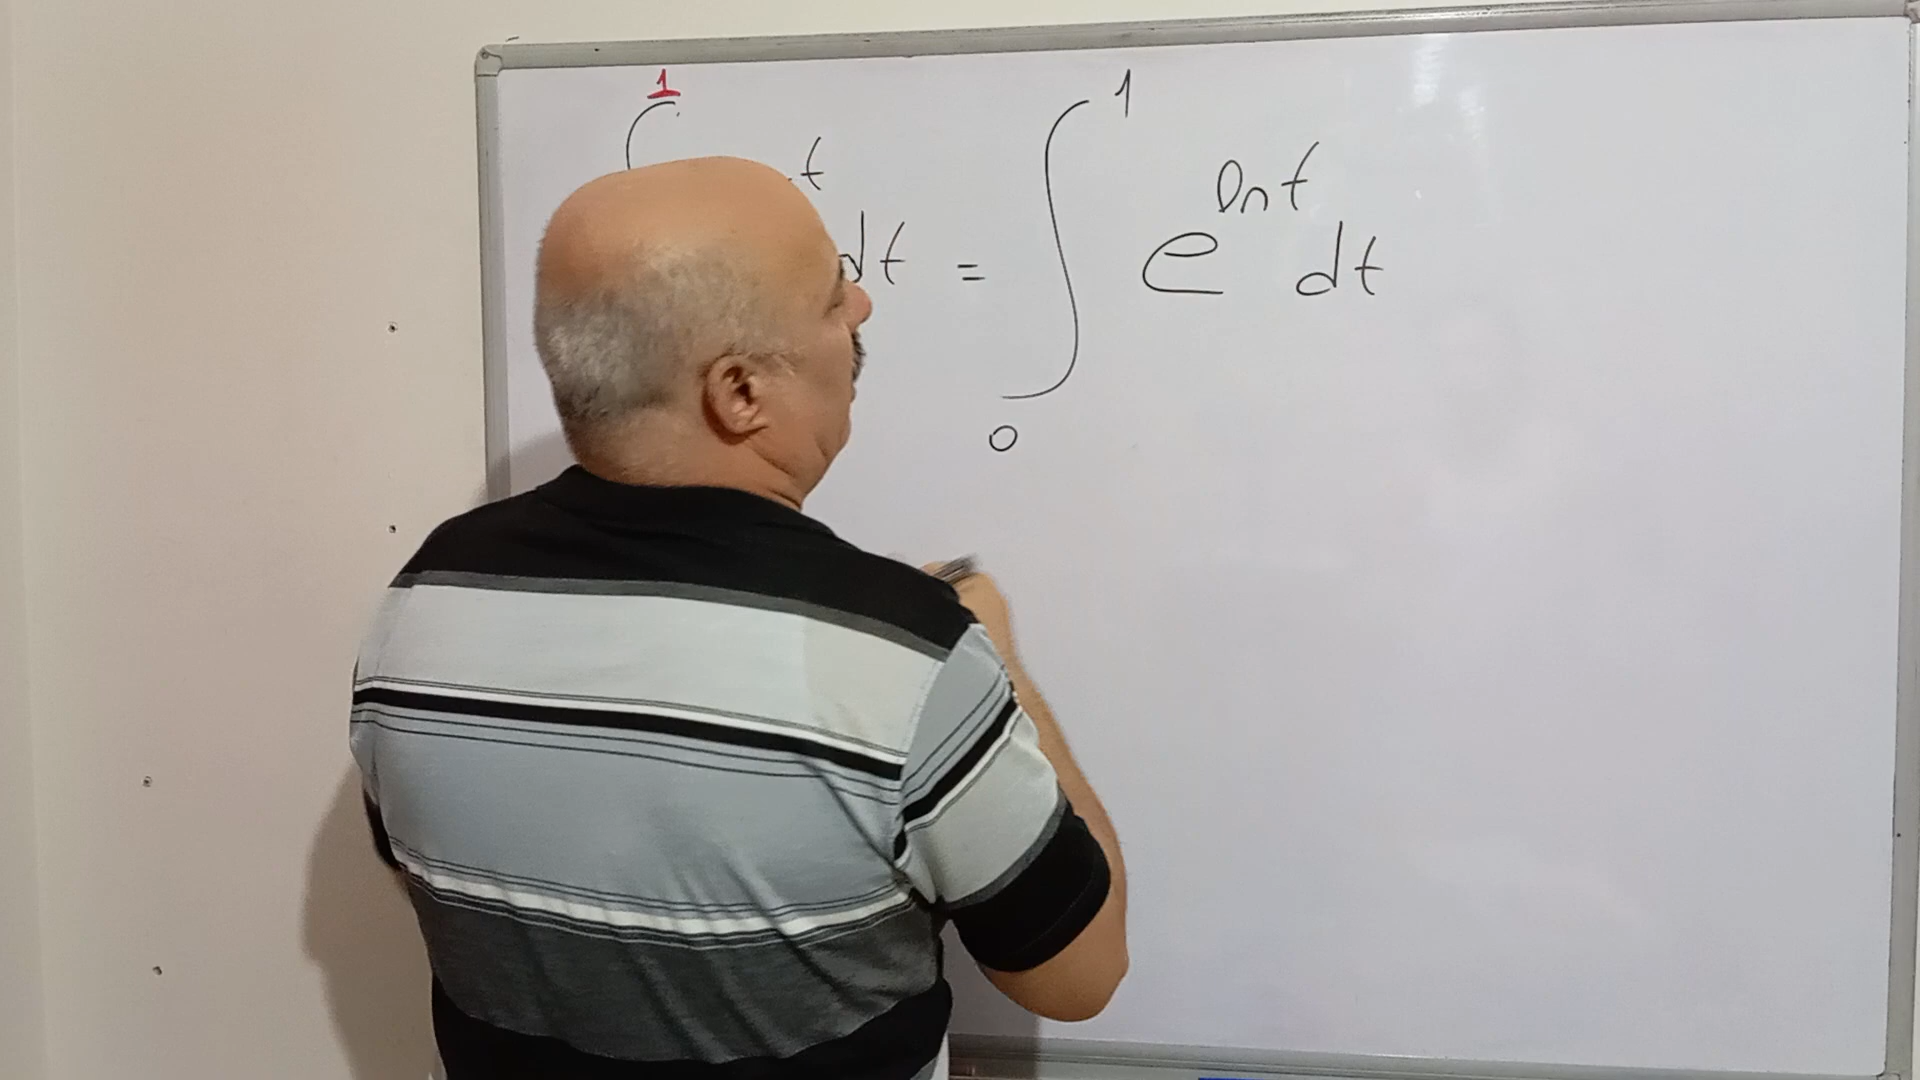 1 1
∫ t dt = ∫ e^{ln t} dt
0